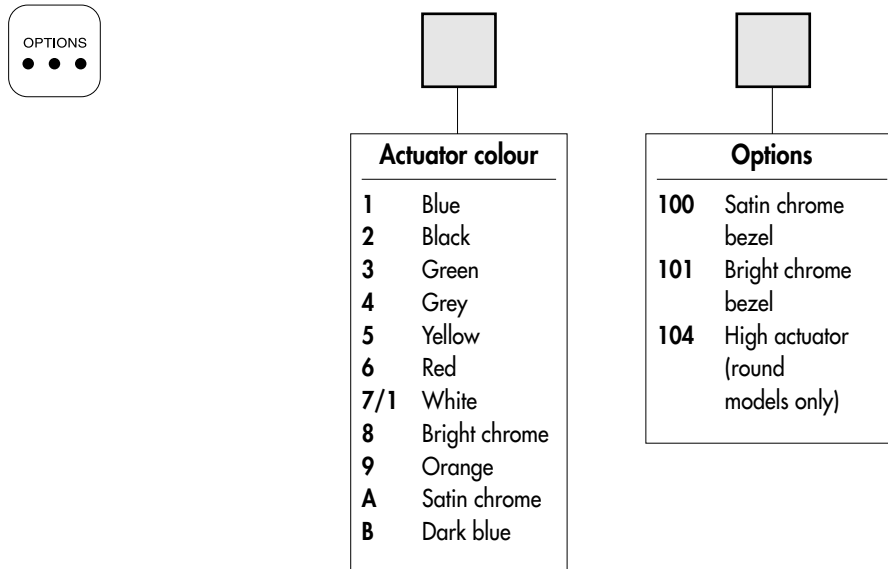 OPTIONS
Actuator colour
1 Blue
2 Black
3 Green
4 Grey
5 Yellow
6 Red
7/1 White
8 Bright chrome
9 Orange
A Satin chrome
B Dark blue
Options
100 Satin chrome
bezel
101 Bright chrome
bezel
104 High actuator
(round
models only)